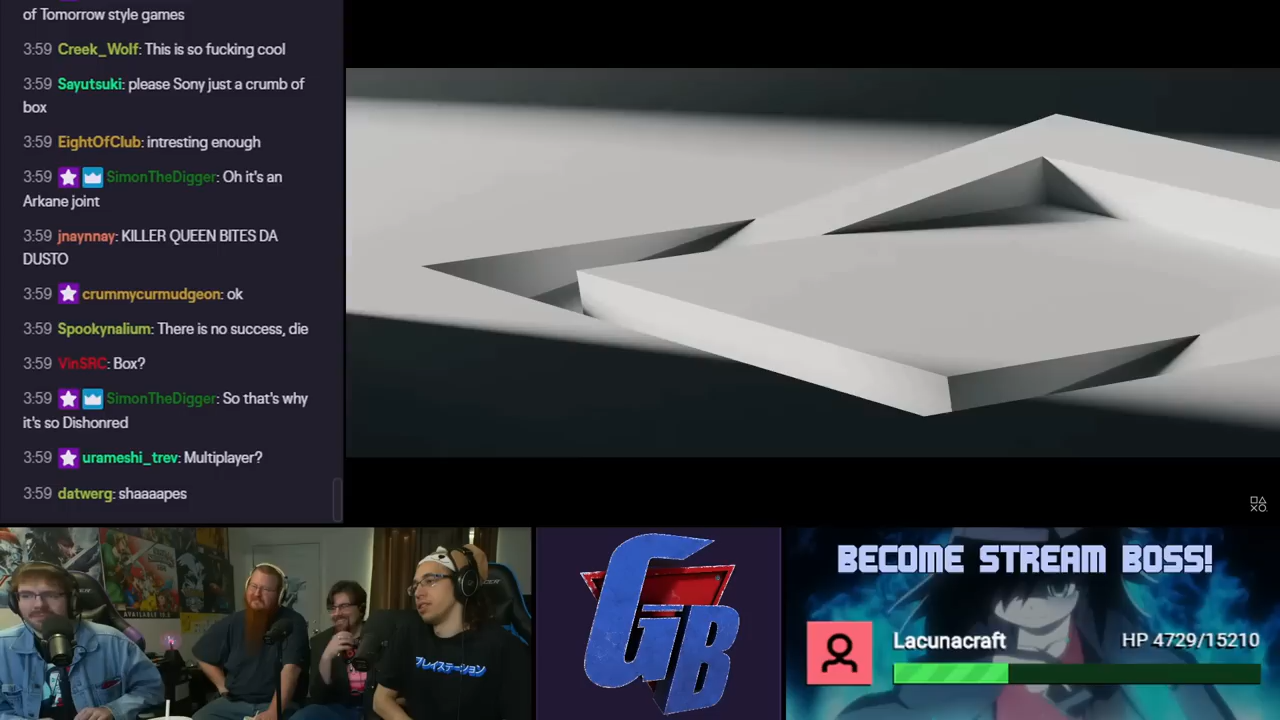 of Tomorrow style games
3:59 Creek_Wolf: This is so fucking cool
3:59 Sayutsuki: please Sony just a crumb of
box
3:59 EightOfClub: intresting enough
3:59 SimonTheDigger: Oh it's an
Arkane joint
3:59 jnaynnay: KILLER QUEEN BITES DA
DUSTO
3:59 crummycurmudgeon: ok
3:59 Spookynalium: There is no success, die
3:59 VinSRC: Box?
3:59 SimonTheDigger: So that's why
it's so Dishonred
3:59 urameshi_trev: Multiplayer?
3:59 datwerg: shaaaapes
AVAILABLE 11.5
プレイステーション
GB
BECOME STREAM BOSS!
Lacunacraft HP 4729/15210